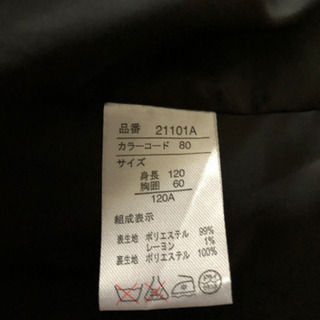 品番 21101A
カラーコード 80
サイズ
身長 120
胸囲 60
120A
組成表示
表生地 ポリエステル 99%
レーヨン 1%
裏生地 ポリエステル 100%